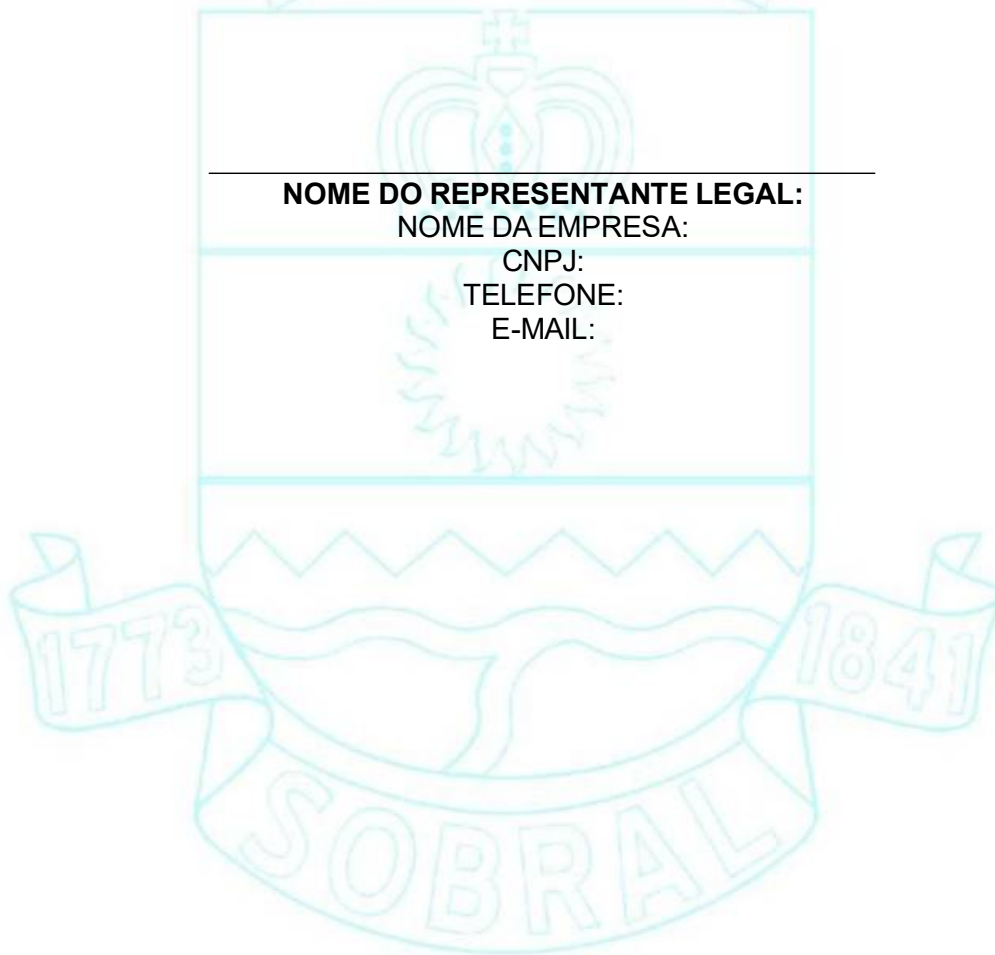 NOME DO REPRESENTANTE LEGAL:
NOME DA EMPRESA:
CNPJ:
TELEFONE:
E-MAIL:
1773
1841
SOBRAL